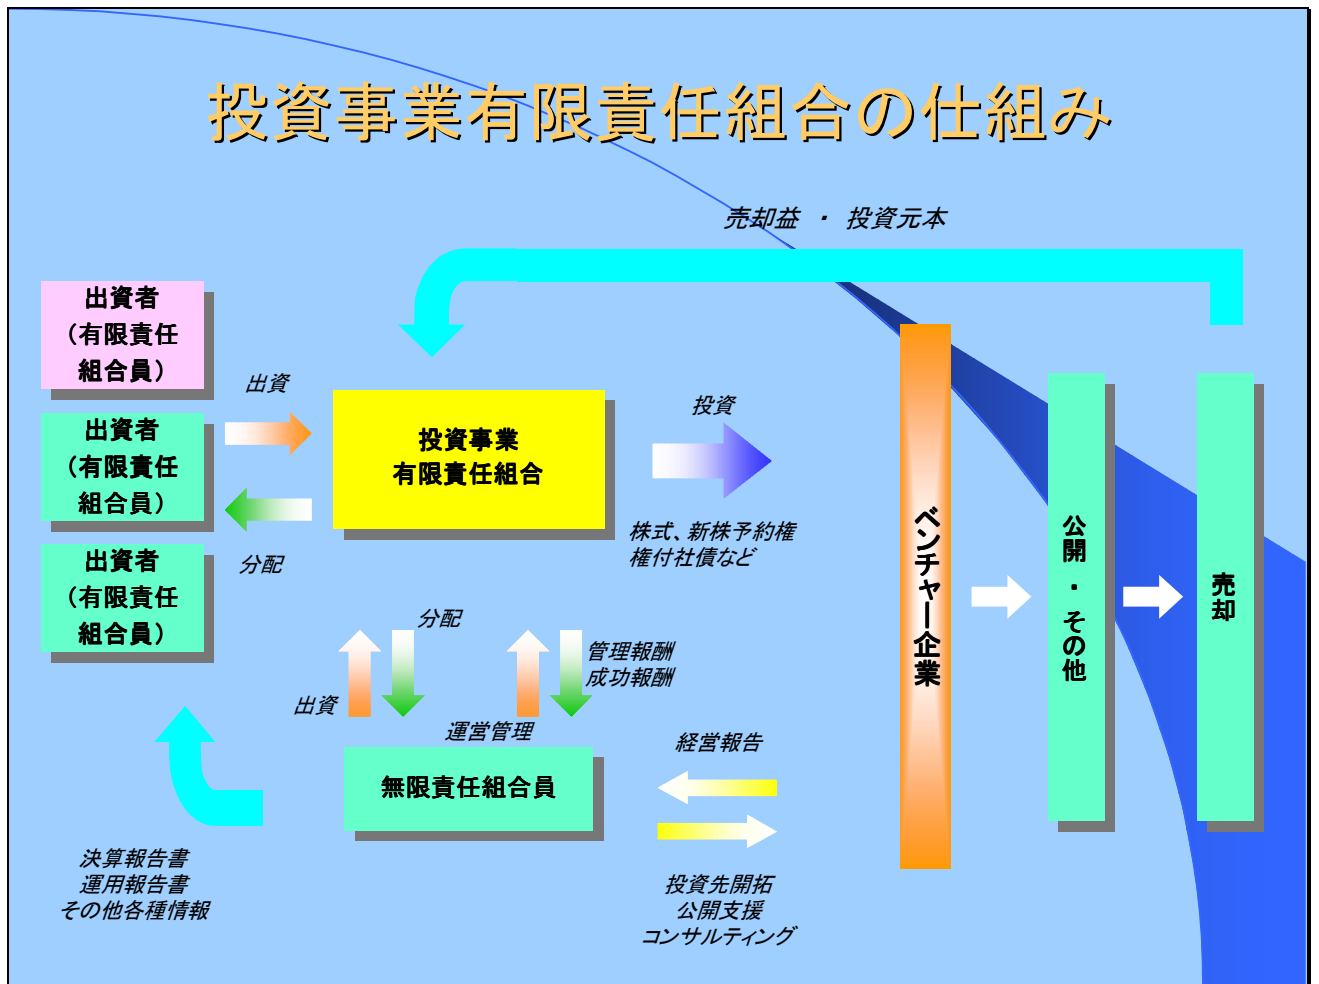 投資事業有限責任組合の仕組み
売却益 ・ 投資元本
出資者
（有限責任
組合員）
出資者
（有限責任
組合員）
出資者
（有限責任
組合員）
出資
分配
投資事業
有限責任組合
投資
株式、新株予約権
権付社債など
ベンチャー企業
公開・その他
売却
分配
出資
管理報酬
成功報酬
運営管理
無限責任組合員
経営報告
投資先開拓
公開支援
コンサルティング
決算報告書
運用報告書
その他各種情報